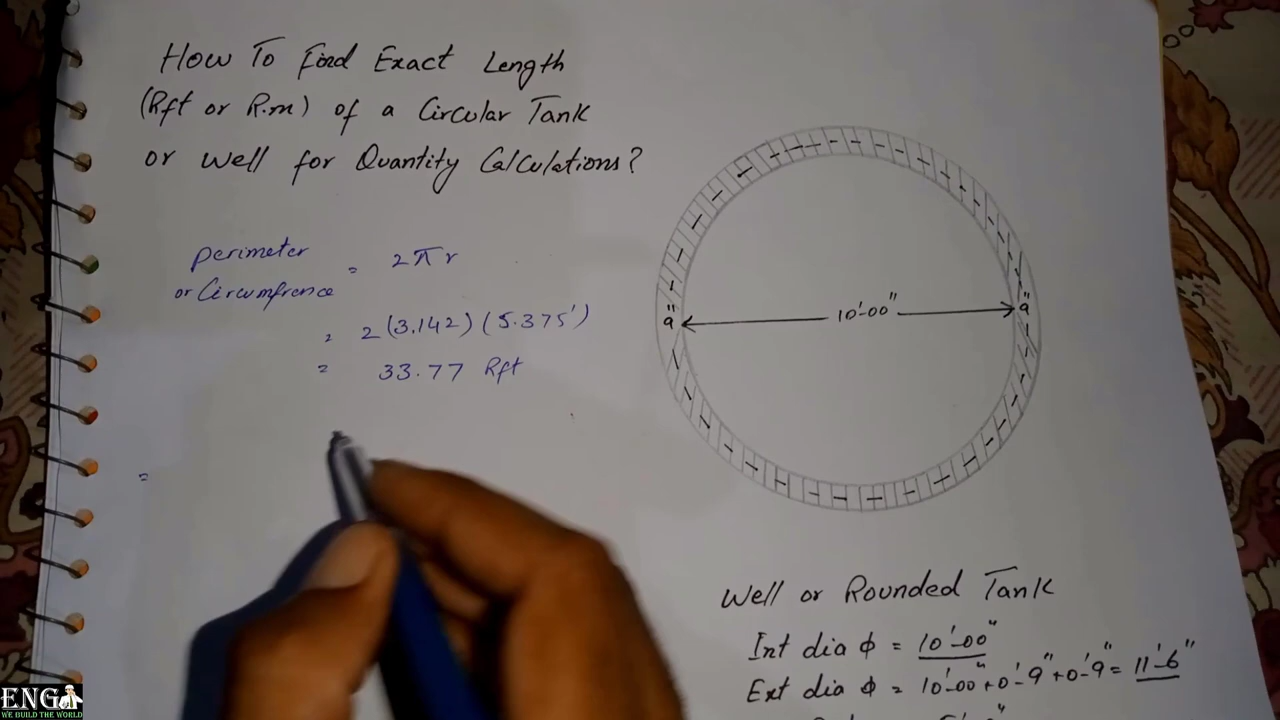 How To Find Exact Length
(Rft or R.m) of a Circular Tank
or well for Quantity Calculations?
Perimeter
or Circumfrence = 2πr
= 2(3.142)(5.375')
= 33.77 Rft
=
9"
10'-00"
9"
Well or Rounded Tank
Int dia ϕ = 10'-00"
Ext dia ϕ = 10'-00+0'-9"+0'-9" = 11'-6"
ENG
WE BUILD THE WORLD